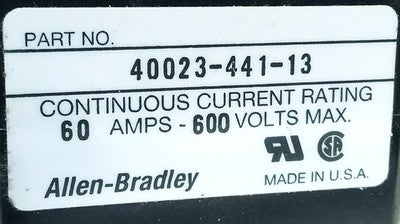 PART NO.
40023-441-13
CONTINUOUS CURRENT RATING
60 AMPS - 600 VOLTS MAX.
Allen-Bradley
MADE IN U.S.A.